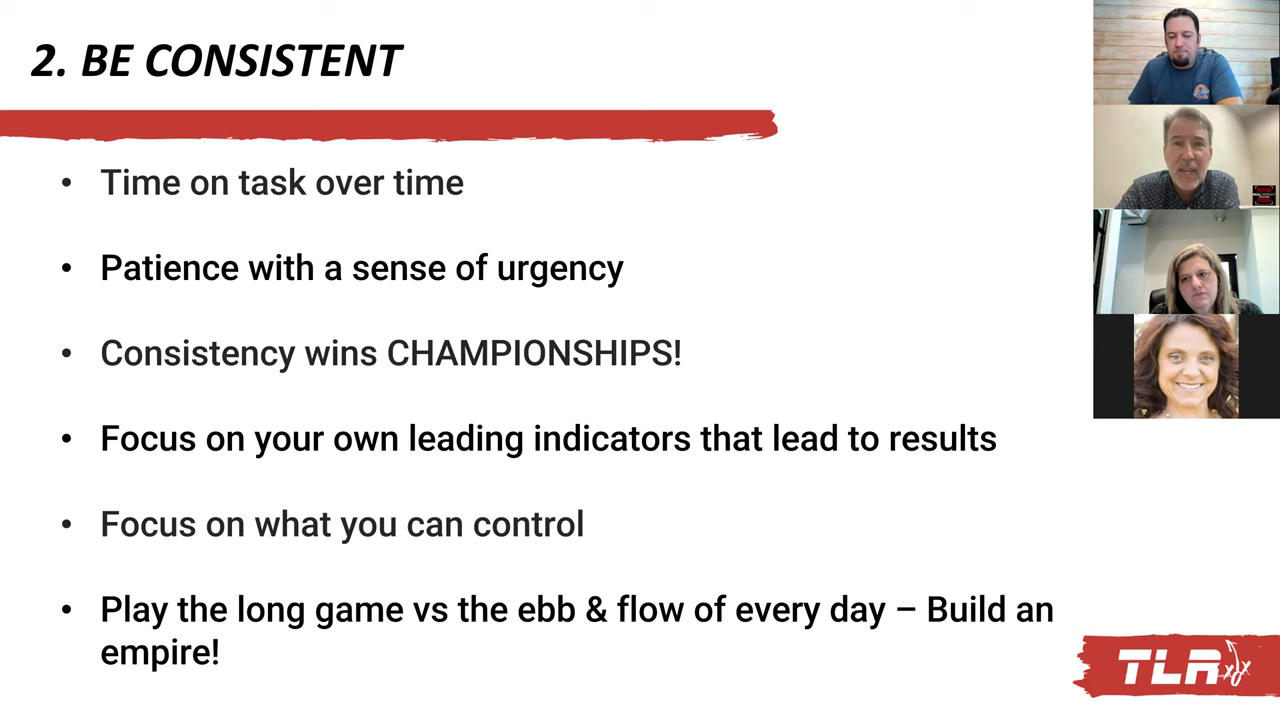 2. BE CONSISTENT
• Time on task over time
• Patience with a sense of urgency
• Consistency wins CHAMPIONSHIPS!
• Focus on your own leading indicators that lead to results
• Focus on what you can control
• Play the long game vs the ebb & flow of every day – Build an
empire!
TLR